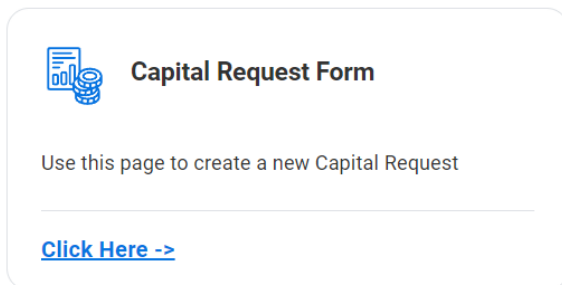 Capital Request Form
Use this page to create a new Capital Request
Click Here ->